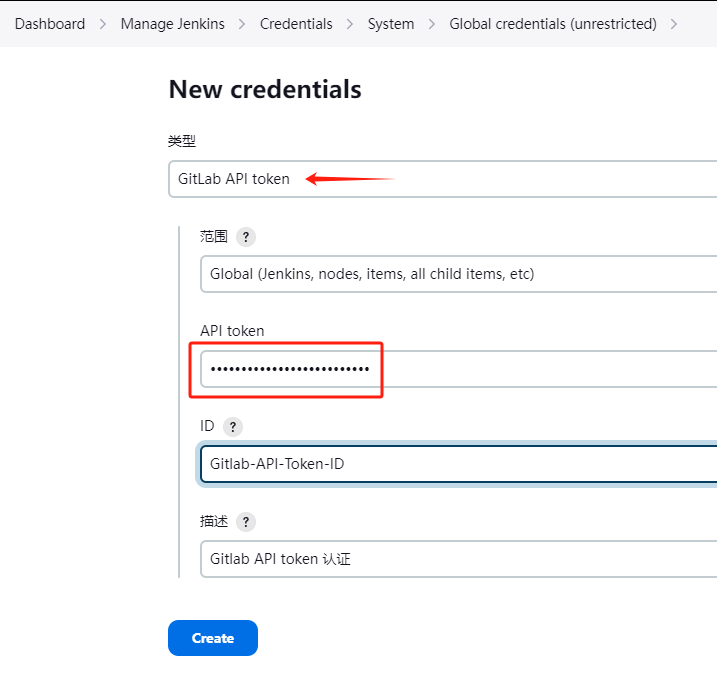 Dashboard > Manage Jenkins > Credentials > System > Global credentials (unrestricted) >
New credentials
类型
GitLab API token
范围 ?
Global (Jenkins, nodes, items, all child items, etc)
API token
••••••••••••••••••••••••••
ID ?
Gitlab-API-Token-ID
描述 ?
Gitlab API token 认证
Create